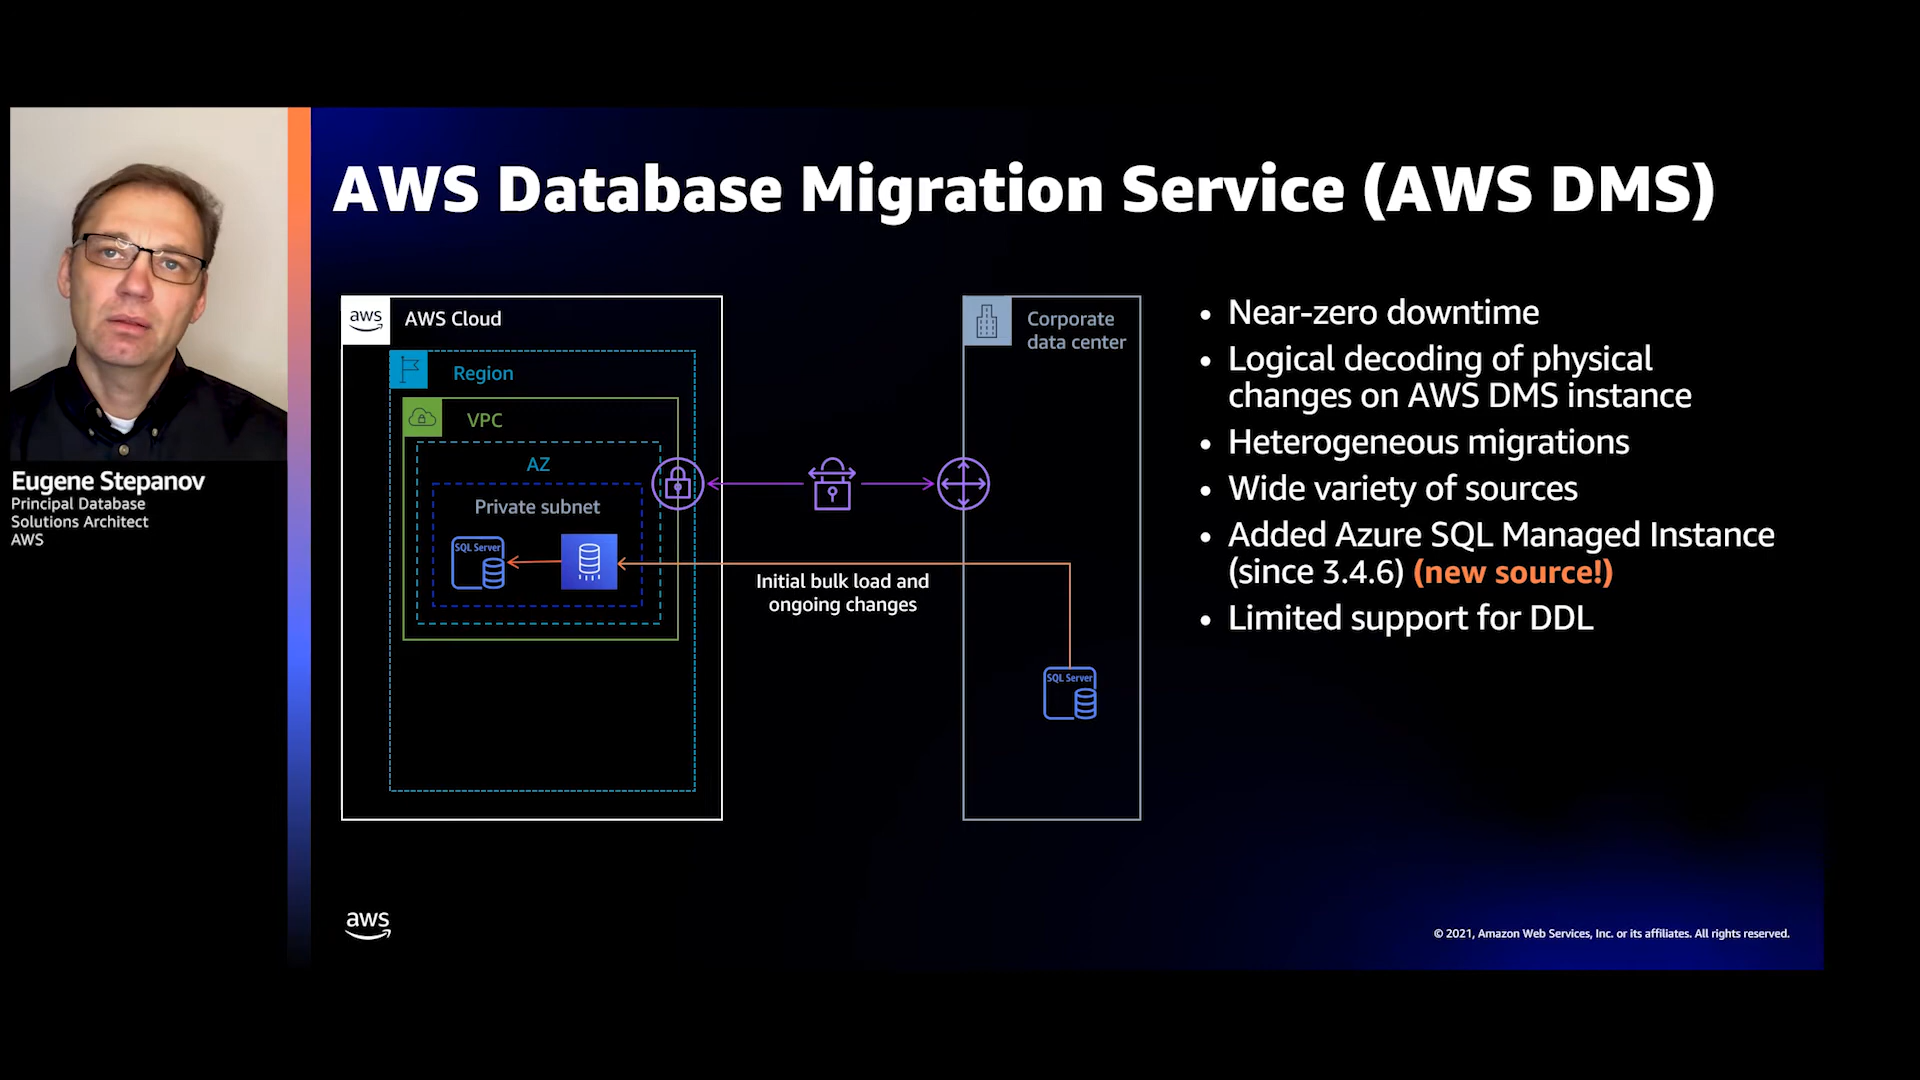 AWS Database Migration Service (AWS DMS)
Eugene Stepanov
Principal Database
Solutions Architect
AWS
aws
AWS Cloud
Region
VPC
AZ
Private subnet
SQL Server
Initial bulk load and
ongoing changes
Corporate
data center
SQL Server
• Near-zero downtime
• Logical decoding of physical
changes on AWS DMS instance
• Heterogeneous migrations
• Wide variety of sources
• Added Azure SQL Managed Instance
(since 3.4.6) (new source!)
• Limited support for DDL
aws
© 2021, Amazon Web Services, Inc. or its affiliates. All rights reserved.